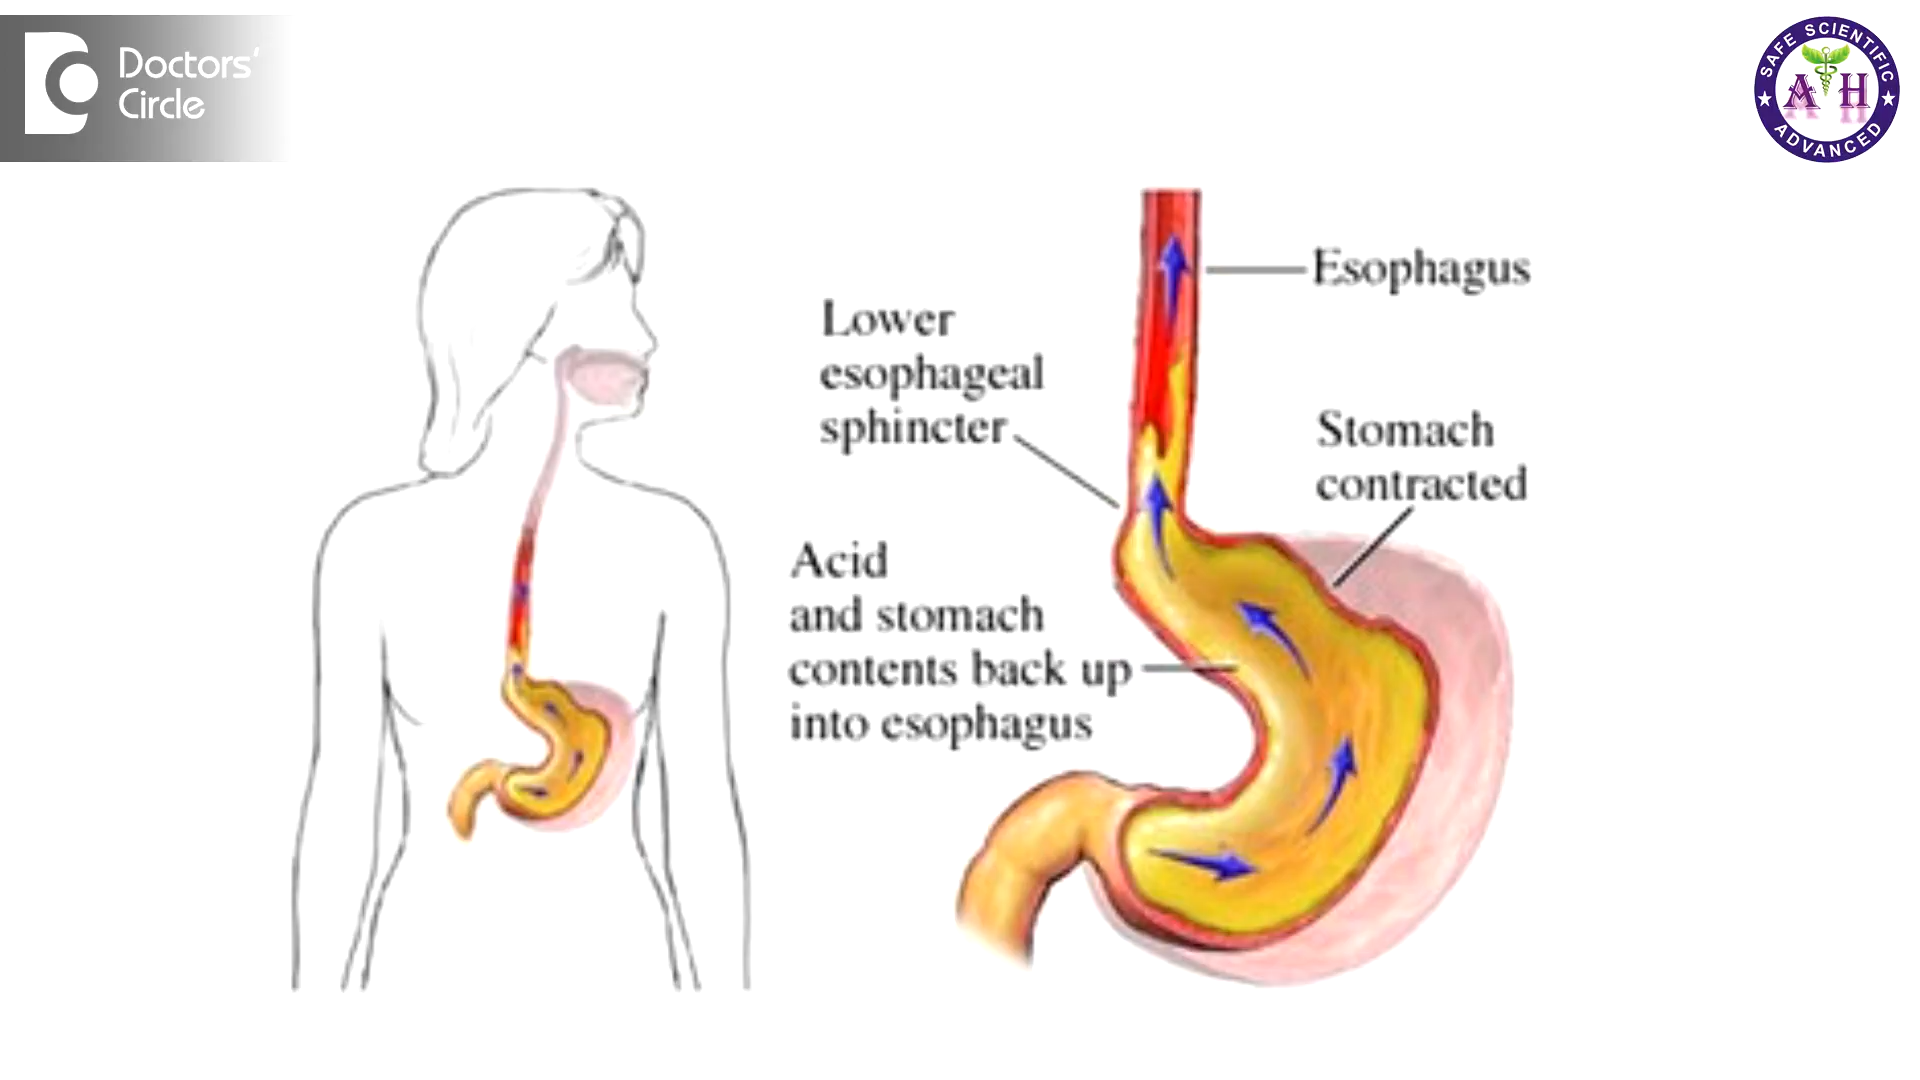 Doctors'
Circle
SAFE SCIENTIFIC
A H
ADVANCED
Esophagus
Lower
esophageal
sphincter
Stomach
contracted
Acid
and stomach
contents back up
into esophagus